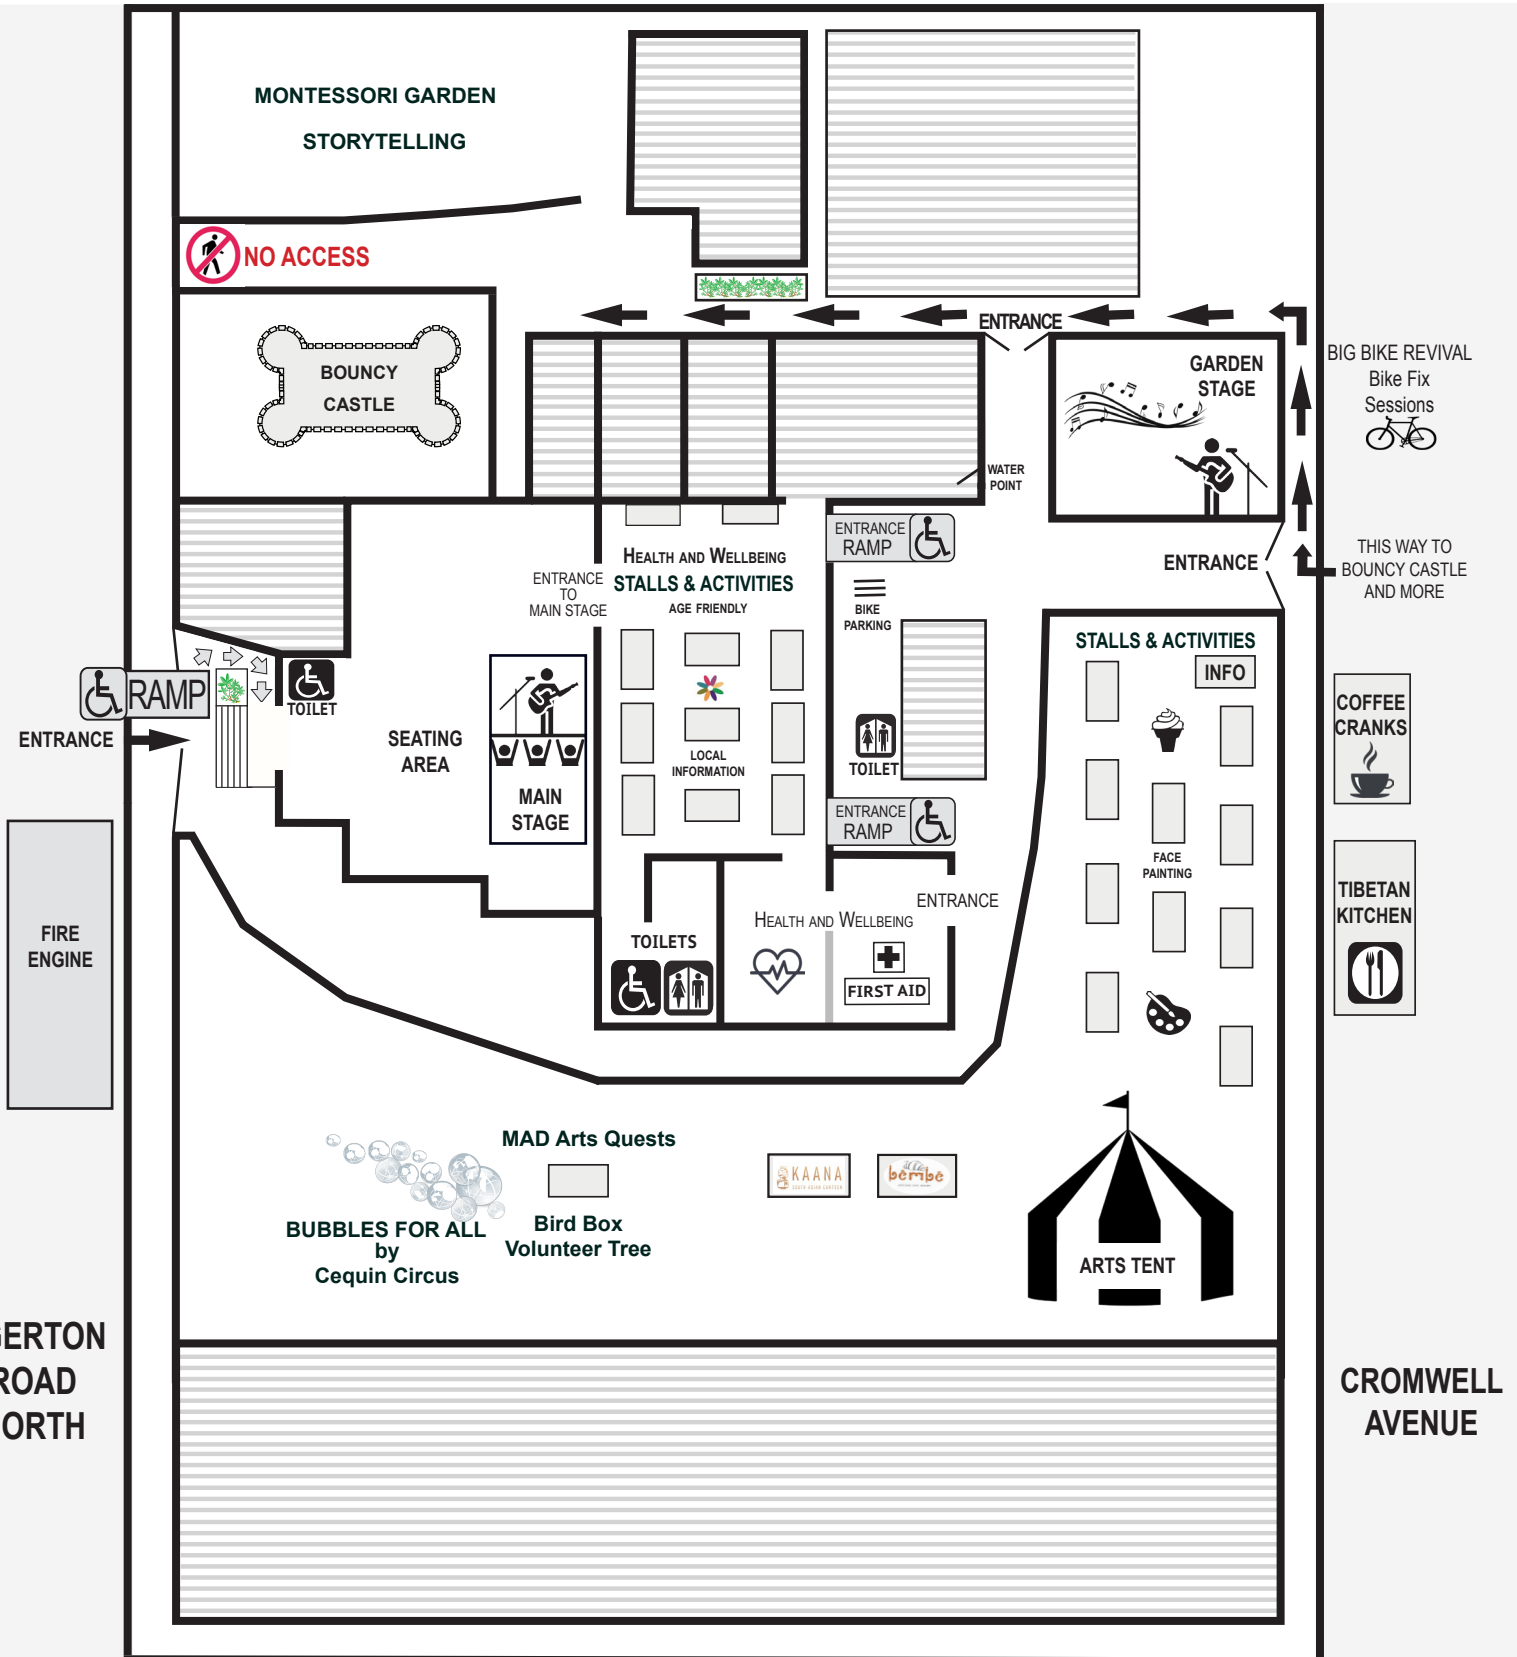 MONTESSORI GARDEN
STORYTELLING
NO ACCESS
BOUNCY
CASTLE
ENTRANCE
GARDEN
STAGE
BIG BIKE REVIVAL
Bike Fix
Sessions
WATER
POINT
ENTRANCE
RAMP
HEALTH AND WELLBEING
STALLS & ACTIVITIES
AGE FRIENDLY
ENTRANCE
TO
MAIN STAGE
ENTRANCE
THIS WAY TO
BOUNCY CASTLE
AND MORE
BIKE
PARKING
STALLS & ACTIVITIES
INFO
RAMP
TOILET
ENTRANCE
SEATING
AREA
MAIN
STAGE
LOCAL
INFORMATION
TOILET
ENTRANCE
RAMP
COFFEE
CRANKS
FACE
PAINTING
TIBETAN
KITCHEN
FIRE
ENGINE
TOILETS
HEALTH AND WELLBEING
ENTRANCE
FIRST AID
MAD Arts Quests
KAANA
bembe
BUBBLES FOR ALL
by
Cequin Circus
Bird Box
Volunteer Tree
ARTS TENT
GERTON
ROAD
ORTH
CROMWELL
AVENUE